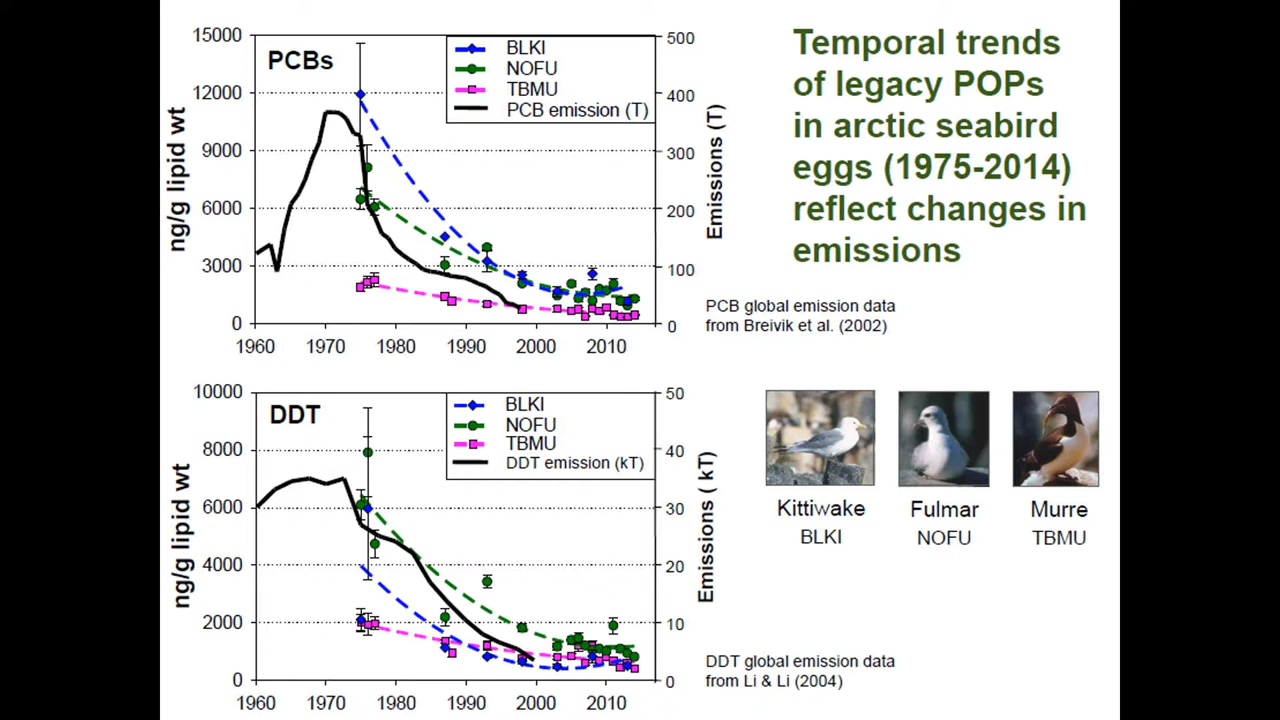 PCBs
15000
12000
9000
6000
3000
0
ng/g lipid wt
1960 1970 1980 1990 2000 2010
500
400
300
200
100
0
Emissions (T)
BLKI
NOFU
TBMU
PCB emission (T)
Temporal trends
of legacy POPs
in arctic seabird
eggs (1975-2014)
reflect changes in
emissions
PCB global emission data
from Breivik et al. (2002)
DDT
10000
8000
6000
4000
2000
0
ng/g lipid wt
1960 1970 1980 1990 2000 2010
50
40
30
20
10
0
Emissions ( kT)
BLKI
NOFU
TBMU
DDT emission (kT)
Kittiwake Fulmar Murre
BLKI NOFU TBMU
DDT global emission data
from Li & Li (2004)